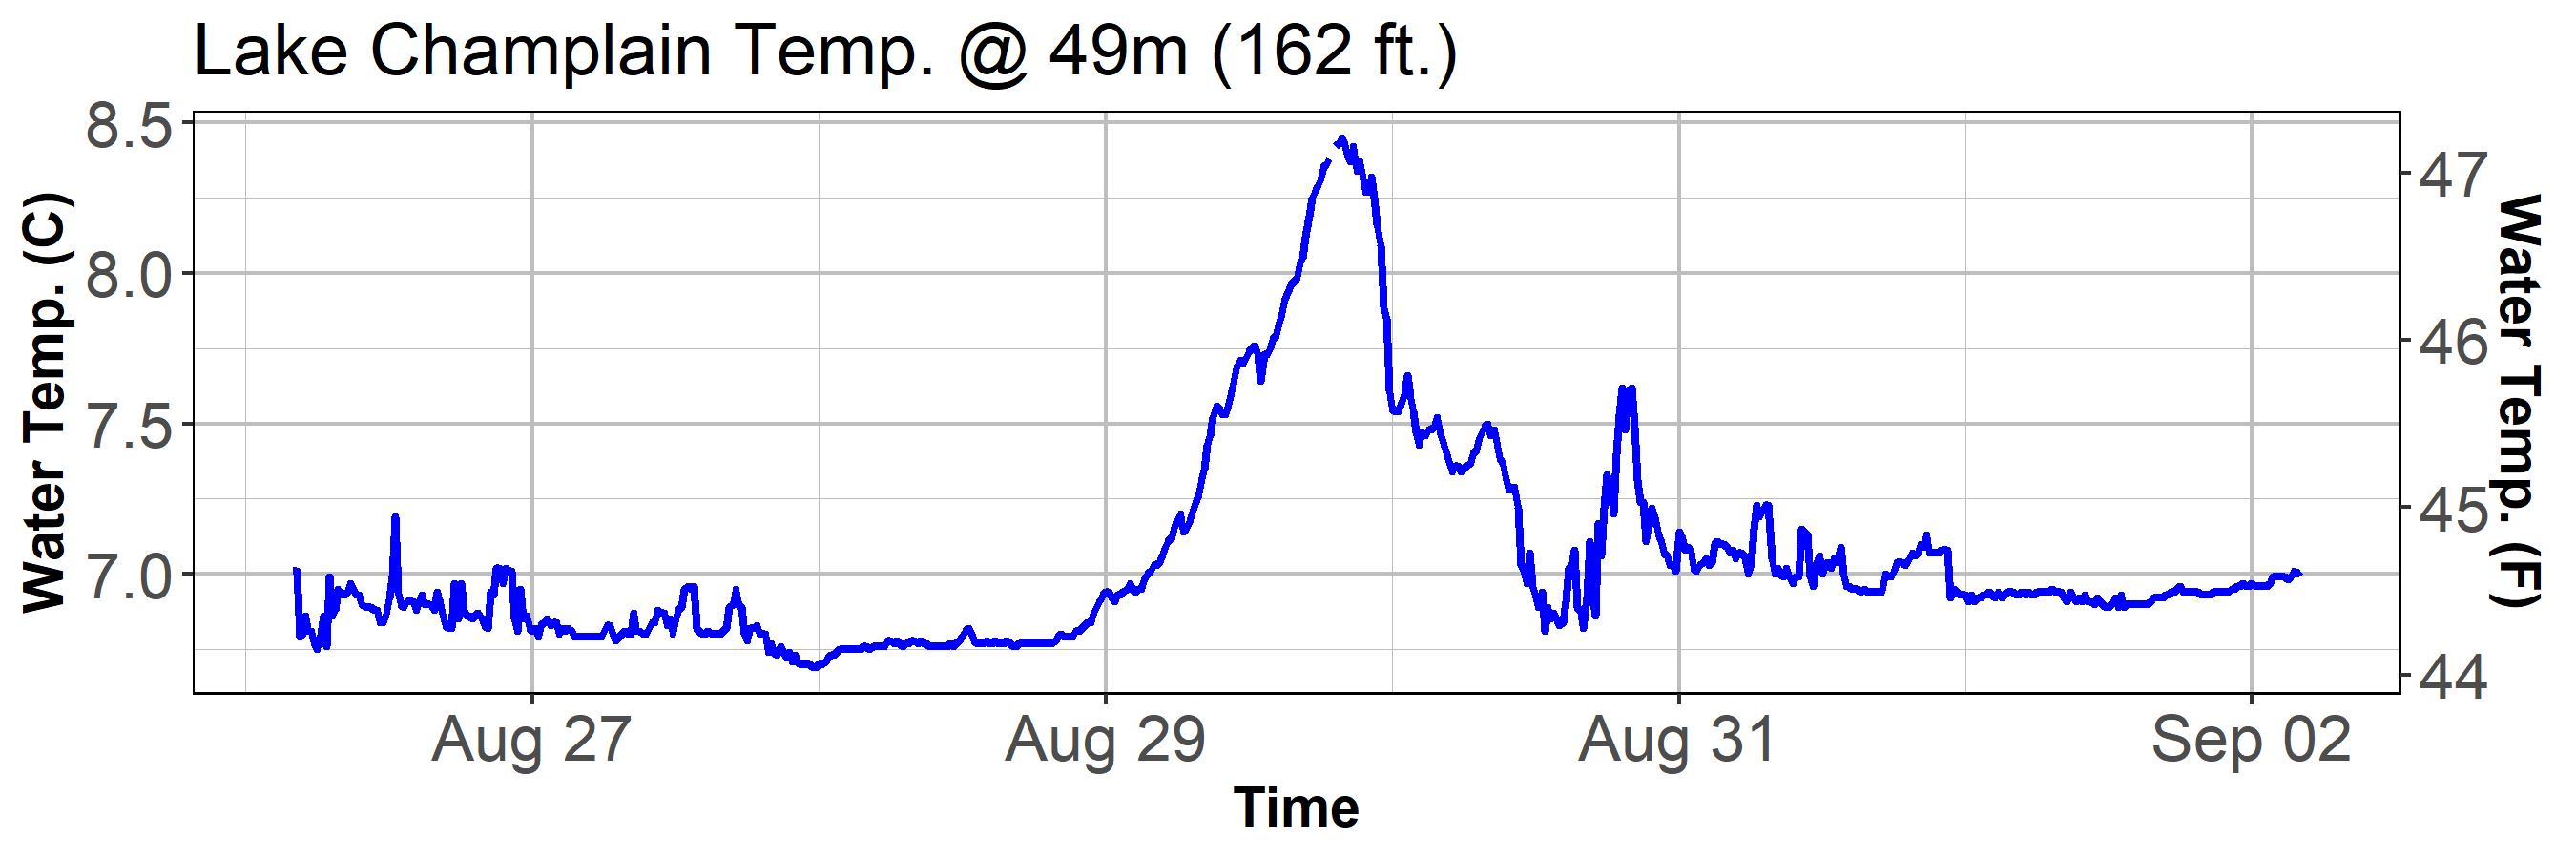 Lake Champlain Temp. @ 49m (162 ft.)
Water Temp. (C)
8.5
8.0
7.5
7.0
47
46
45
44
Water Temp. (F)
Aug 27
Aug 29
Aug 31
Sep 02
Time